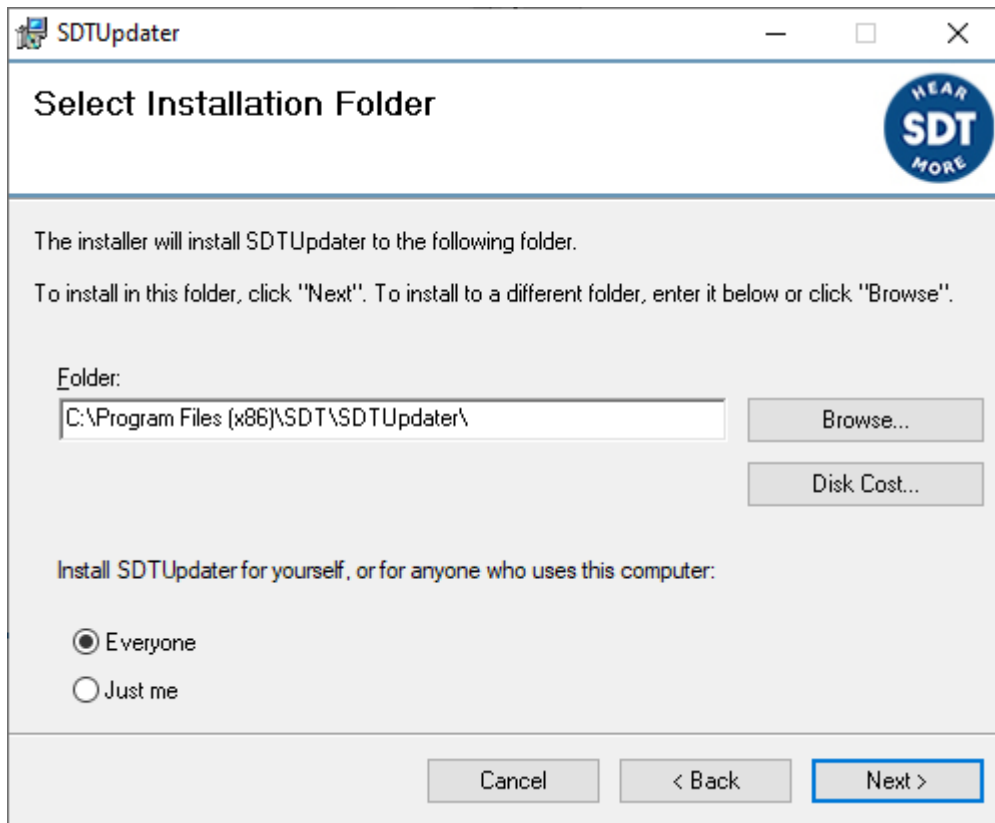 SDTUpdater
Select Installation Folder
HEAR
SDT
MORE
The installer will install SDTUpdater to the following folder.
To install in this folder, click "Next". To install to a different folder, enter it below or click "Browse".
Folder:
C:\Program Files (x86)\SDT\SDTUpdater\
Browse...
Disk Cost...
Install SDTUpdater for yourself, or for anyone who uses this computer:
Everyone
Just me
Cancel
< Back
Next >